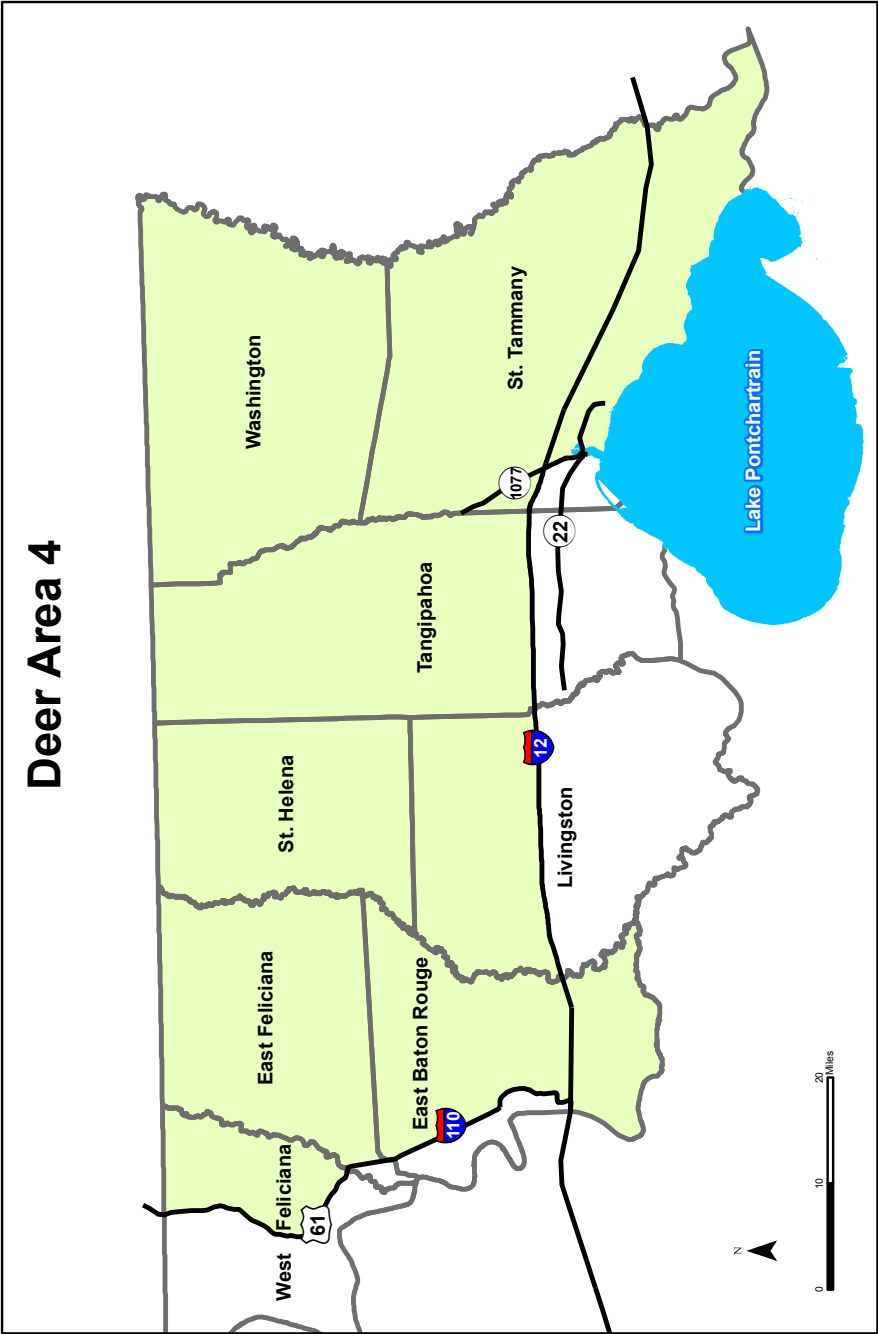 Deer Area 4
Washington
St. Tammany
Tangipahoa
St. Helena
East Feliciana
West Feliciana
East Baton Rouge
Livingston
Lake Pontchartrain
61
110
12
22
1077
N
0 10 20
Miles